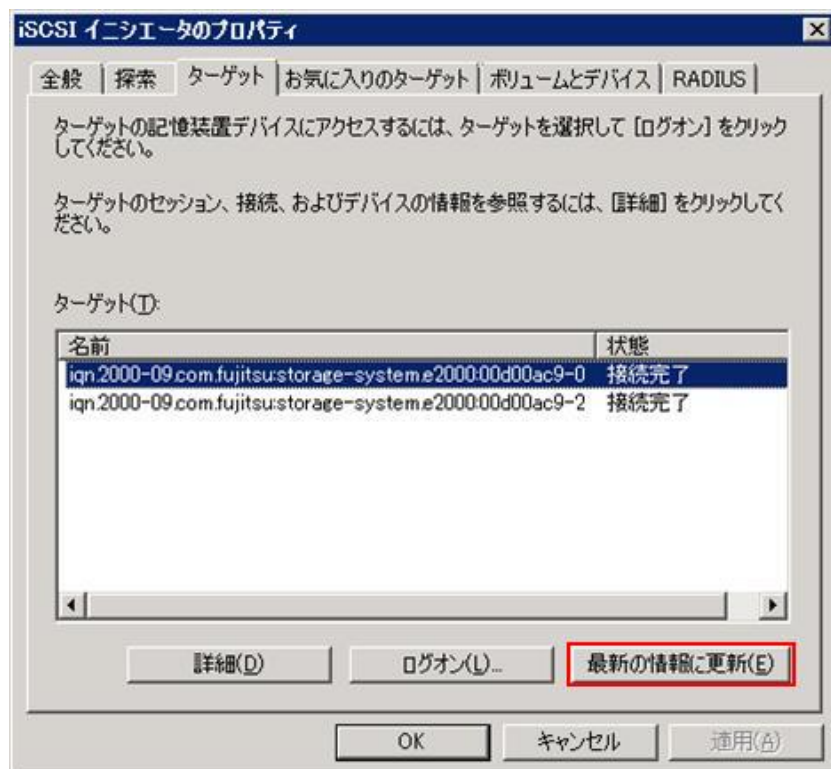 iSCSI イニシエータのプロパティ
全般 探索 ターゲット お気に入りのターゲット ボリュームとデバイス RADIUS
ターゲットの記憶装置デバイスにアクセスするには、ターゲットを選択して [ログオン] をクリック
してください。
ターゲットのセッション、接続、およびデバイスの情報を参照するには、[詳細] をクリックしてく
ださい。
ターゲット(T):
名前 状態
iqn.2000-09.com.fujitsu:storage-system.e2000:00d00ac9-0 接続完了
iqn.2000-09.com.fujitsu:storage-system.e2000:00d00ac9-2 接続完了
詳細(D) ログオン(L)... 最新の情報に更新(E)
OK キャンセル 適用(A)